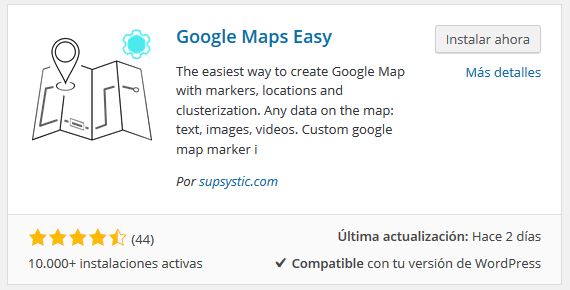 Google Maps Easy
Instalar ahora
Más detalles
The easiest way to create Google Map
with markers, locations and
clusterization. Any data on the map:
text, images, videos. Custom google
map marker i
Por supsystic.com
(44)
Última actualización: Hace 2 días
10.000+ instalaciones activas
Compatible con tu versión de WordPress